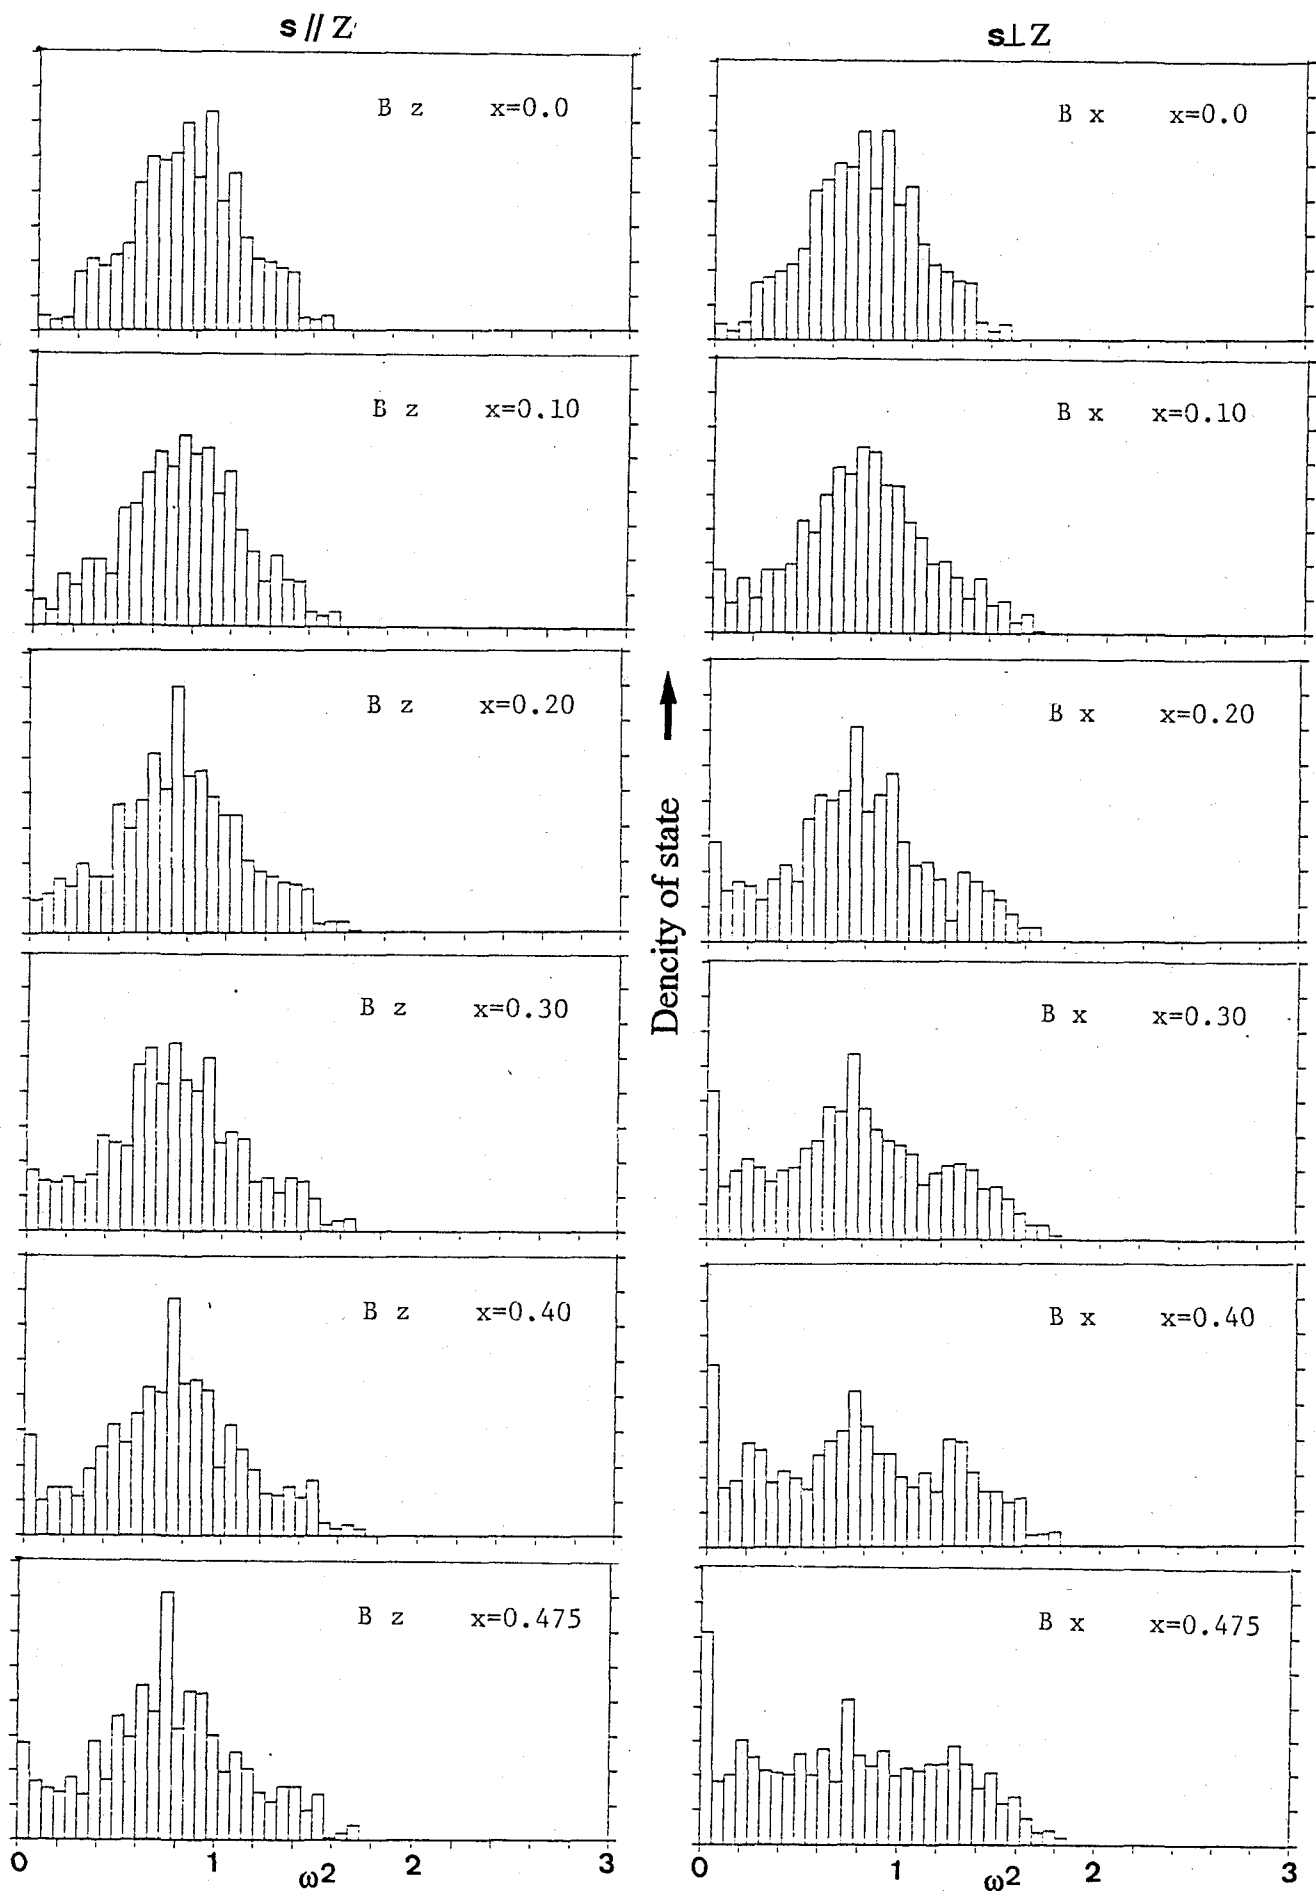 s // Z
s⊥Z
B z x=0.0
B x x=0.0
B z x=0.10
B x x=0.10
B z x=0.20
B x x=0.20
Dencity of state
B z x=0.30
B x x=0.30
B z x=0.40
B x x=0.40
B z x=0.475
B x x=0.475
0 1 2 3
ω2
0 1 2 3
ω2